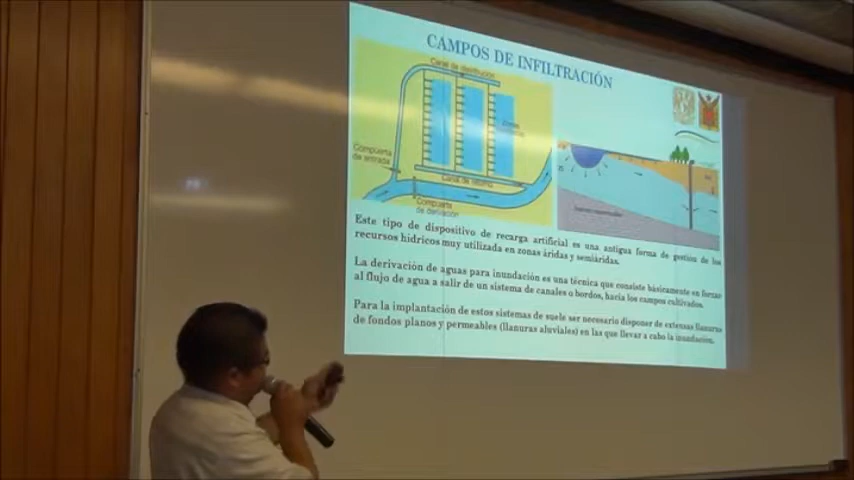 CAMPOS DE INFILTRACIÓN
Canal de distribución
Compuerta
de entrada
Canal de retorno
Compuerta
de derivación
Este tipo de dispositivo de recarga artificial es una antigua forma de gestión de los
recursos hídricos muy utilizada en zonas áridas y semiáridas.
La derivación de aguas para inundación es una técnica que consiste básicamente en forzar
al flujo de agua a salir de un sistema de canales o bordos, hacia los campos cultivados.
Para la implantación de estos sistemas de suele ser necesario disponer de extensas llanuras
de fondos planos y permeables (llanuras aluviales) en las que llevar a cabo la inundación.